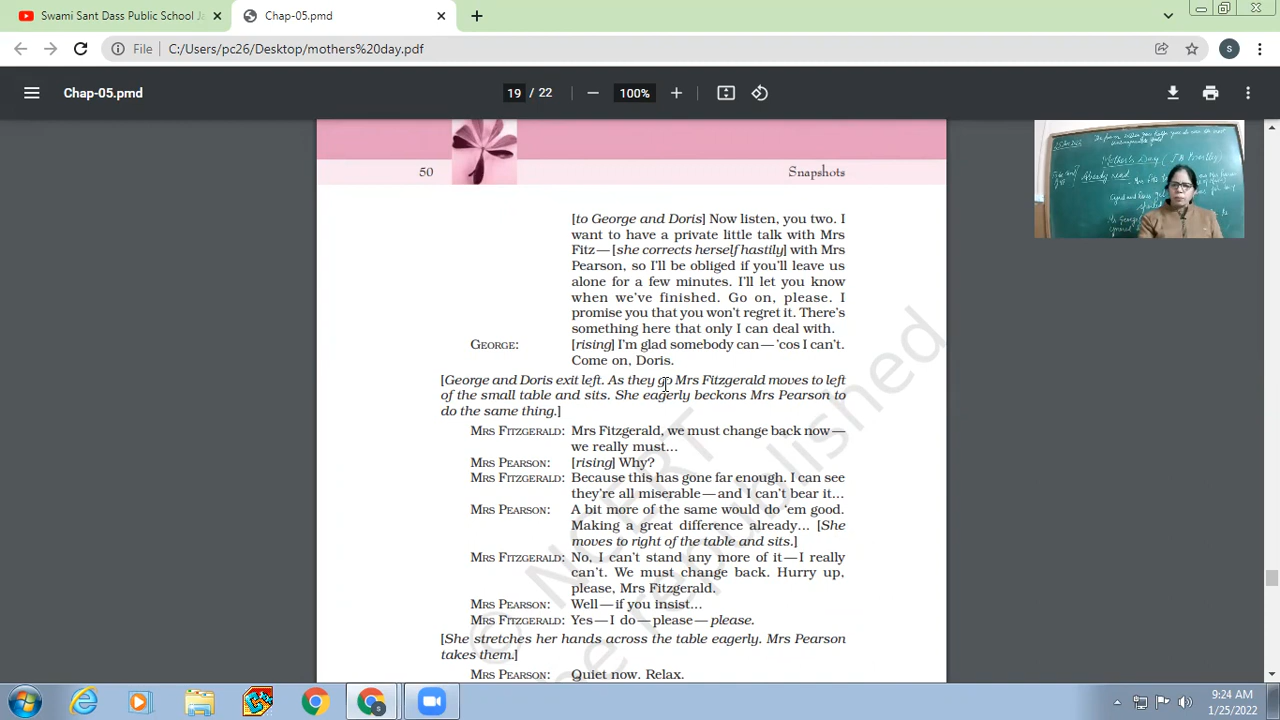 Swami Sant Dass Public School Ja
Chap-05.pmd
File
C:/Users/pc26/Desktop/mothers%20day.pdf
S
Chap-05.pmd
19 / 22
100%
50
Snapshots
[to George and Doris] Now listen, you two. I
want to have a private little talk with Mrs
Fitz—[she corrects herself hastily] with Mrs
Pearson, so I'll be obliged if you'll leave us
alone for a few minutes. I'll let you know
when we've finished. Go on, please. I
promise you that you won't regret it. There's
something here that only I can deal with.
GEORGE: [rising] I'm glad somebody can—'cos I can't.
Come on, Doris.
[George and Doris exit left. As they go Mrs Fitzgerald moves to left
of the small table and sits. She eagerly beckons Mrs Pearson to
do the same thing.]
MRS FITZGERALD: Mrs Fitzgerald, we must change back now—
we really must...
MRS PEARSON: [rising] Why?
MRS FITZGERALD: Because this has gone far enough. I can see
they're all miserable—and I can't bear it...
MRS PEARSON: A bit more of the same would do 'em good.
Making a great difference already... [She
moves to right of the table and sits.]
MRS FITZGERALD: No, I can't stand any more of it—I really
can't. We must change back. Hurry up,
please, Mrs Fitzgerald.
MRS PEARSON: Well—if you insist...
MRS FITZGERALD: Yes—I do—please—please.
[She stretches her hands across the table eagerly. Mrs Pearson
takes them.]
MRS PEARSON: Quiet now. Relax.
© NCERT
be republished
Mother's Day (J B Priestley)
Already read
9:24 AM
1/25/2022